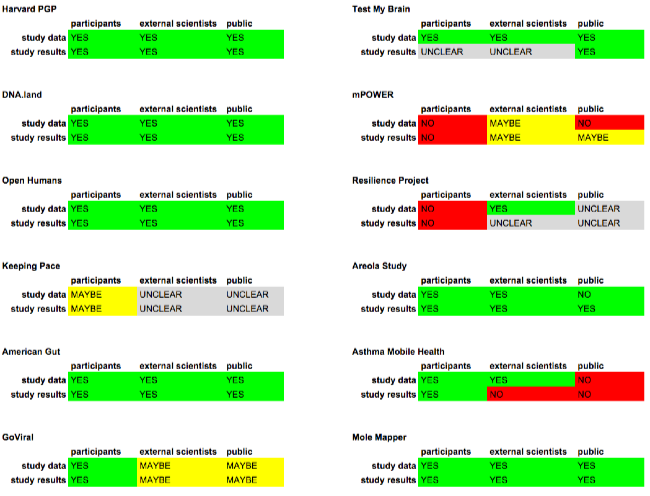 Harvard PGP
participants external scientists public
study data YES YES YES
study results YES YES YES
DNA.land
participants external scientists public
study data YES YES YES
study results YES YES YES
Open Humans
participants external scientists public
study data YES YES YES
study results YES YES YES
Keeping Pace
participants external scientists public
study data MAYBE UNCLEAR UNCLEAR
study results MAYBE UNCLEAR UNCLEAR
American Gut
participants external scientists public
study data YES YES YES
study results YES YES YES
GoViral
participants external scientists public
study data YES MAYBE MAYBE
study results YES MAYBE MAYBE
Test My Brain
participants external scientists public
study data YES YES YES
study results UNCLEAR UNCLEAR YES
mPOWER
participants external scientists public
study data NO MAYBE NO
study results NO MAYBE MAYBE
Resilience Project
participants external scientists public
study data NO YES UNCLEAR
study results NO UNCLEAR UNCLEAR
Areola Study
participants external scientists public
study data YES YES NO
study results YES YES YES
Asthma Mobile Health
participants external scientists public
study data YES YES NO
study results YES NO NO
Mole Mapper
participants external scientists public
study data YES YES YES
study results YES YES YES